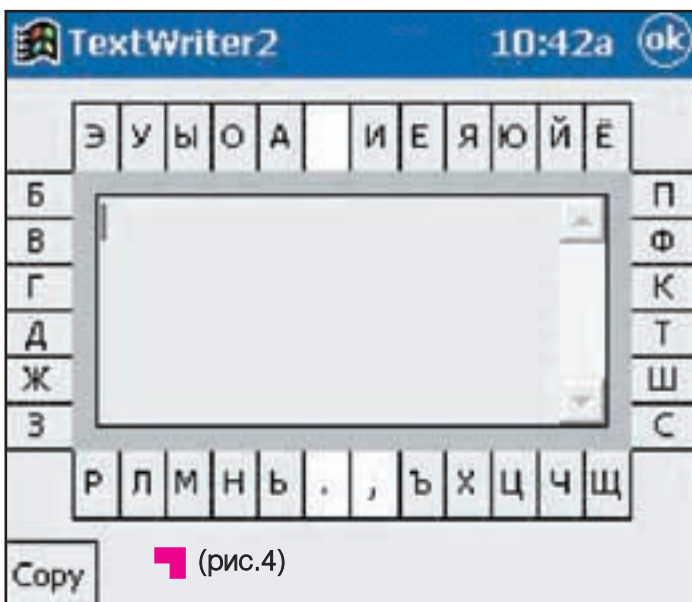 TextWriter2 10:42a ok
Э У Ы О А И Е Я Ю Й Ё
Б П
В Ф
Г К
Д Т
Ж Ш
З С
Р Л М Н Ь . , Ъ Х Ц Ч Щ
Copy (рис.4)